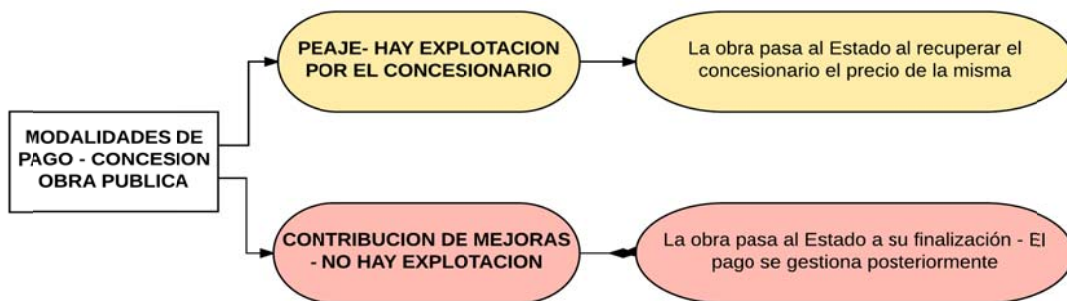 PEAJE- HAY EXPLOTACION
POR EL CONCESIONARIO
La obra pasa al Estado al recuperar el
concesionario el precio de la misma
MODALIDADES DE
PAGO - CONCESION
OBRA PUBLICA
CONTRIBUCION DE MEJORAS
- NO HAY EXPLOTACION
La obra pasa al Estado a su finalización - El
pago se gestiona posteriormente